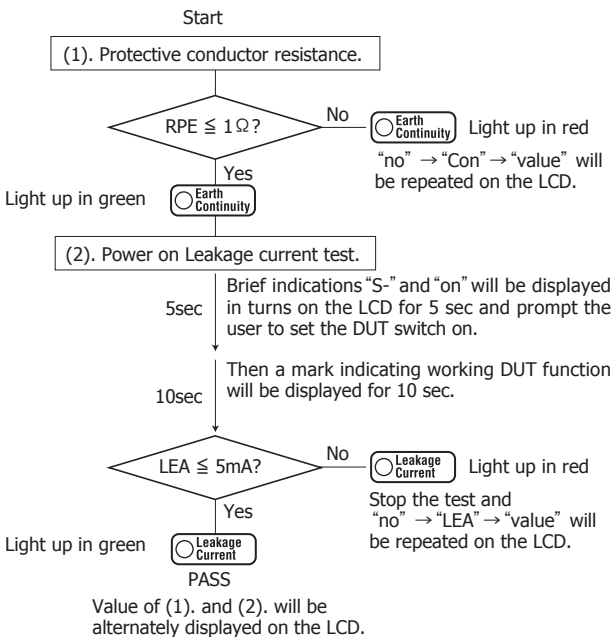 Start
(1). Protective conductor resistance.
RPE ≦ 1Ω?
No
Earth
Continuity
Light up in red
“no” →“Con”→“value” will
be repeated on the LCD.
Yes
Light up in green
Earth
Continuity
(2). Power on Leakage current test.
5sec
Brief indications “S-” and “on” will be displayed
in turns on the LCD for 5 sec and prompt the
user to set the DUT switch on.
10sec
Then a mark indicating working DUT function
will be displayed for 10 sec.
LEA ≦ 5mA?
No
Leakage
Current
Light up in red
Stop the test and
“no” →“LEA”→“value” will
be repeated on the LCD.
Yes
Light up in green
Leakage
Current
PASS
Value of (1). and (2). will be
alternately displayed on the LCD.